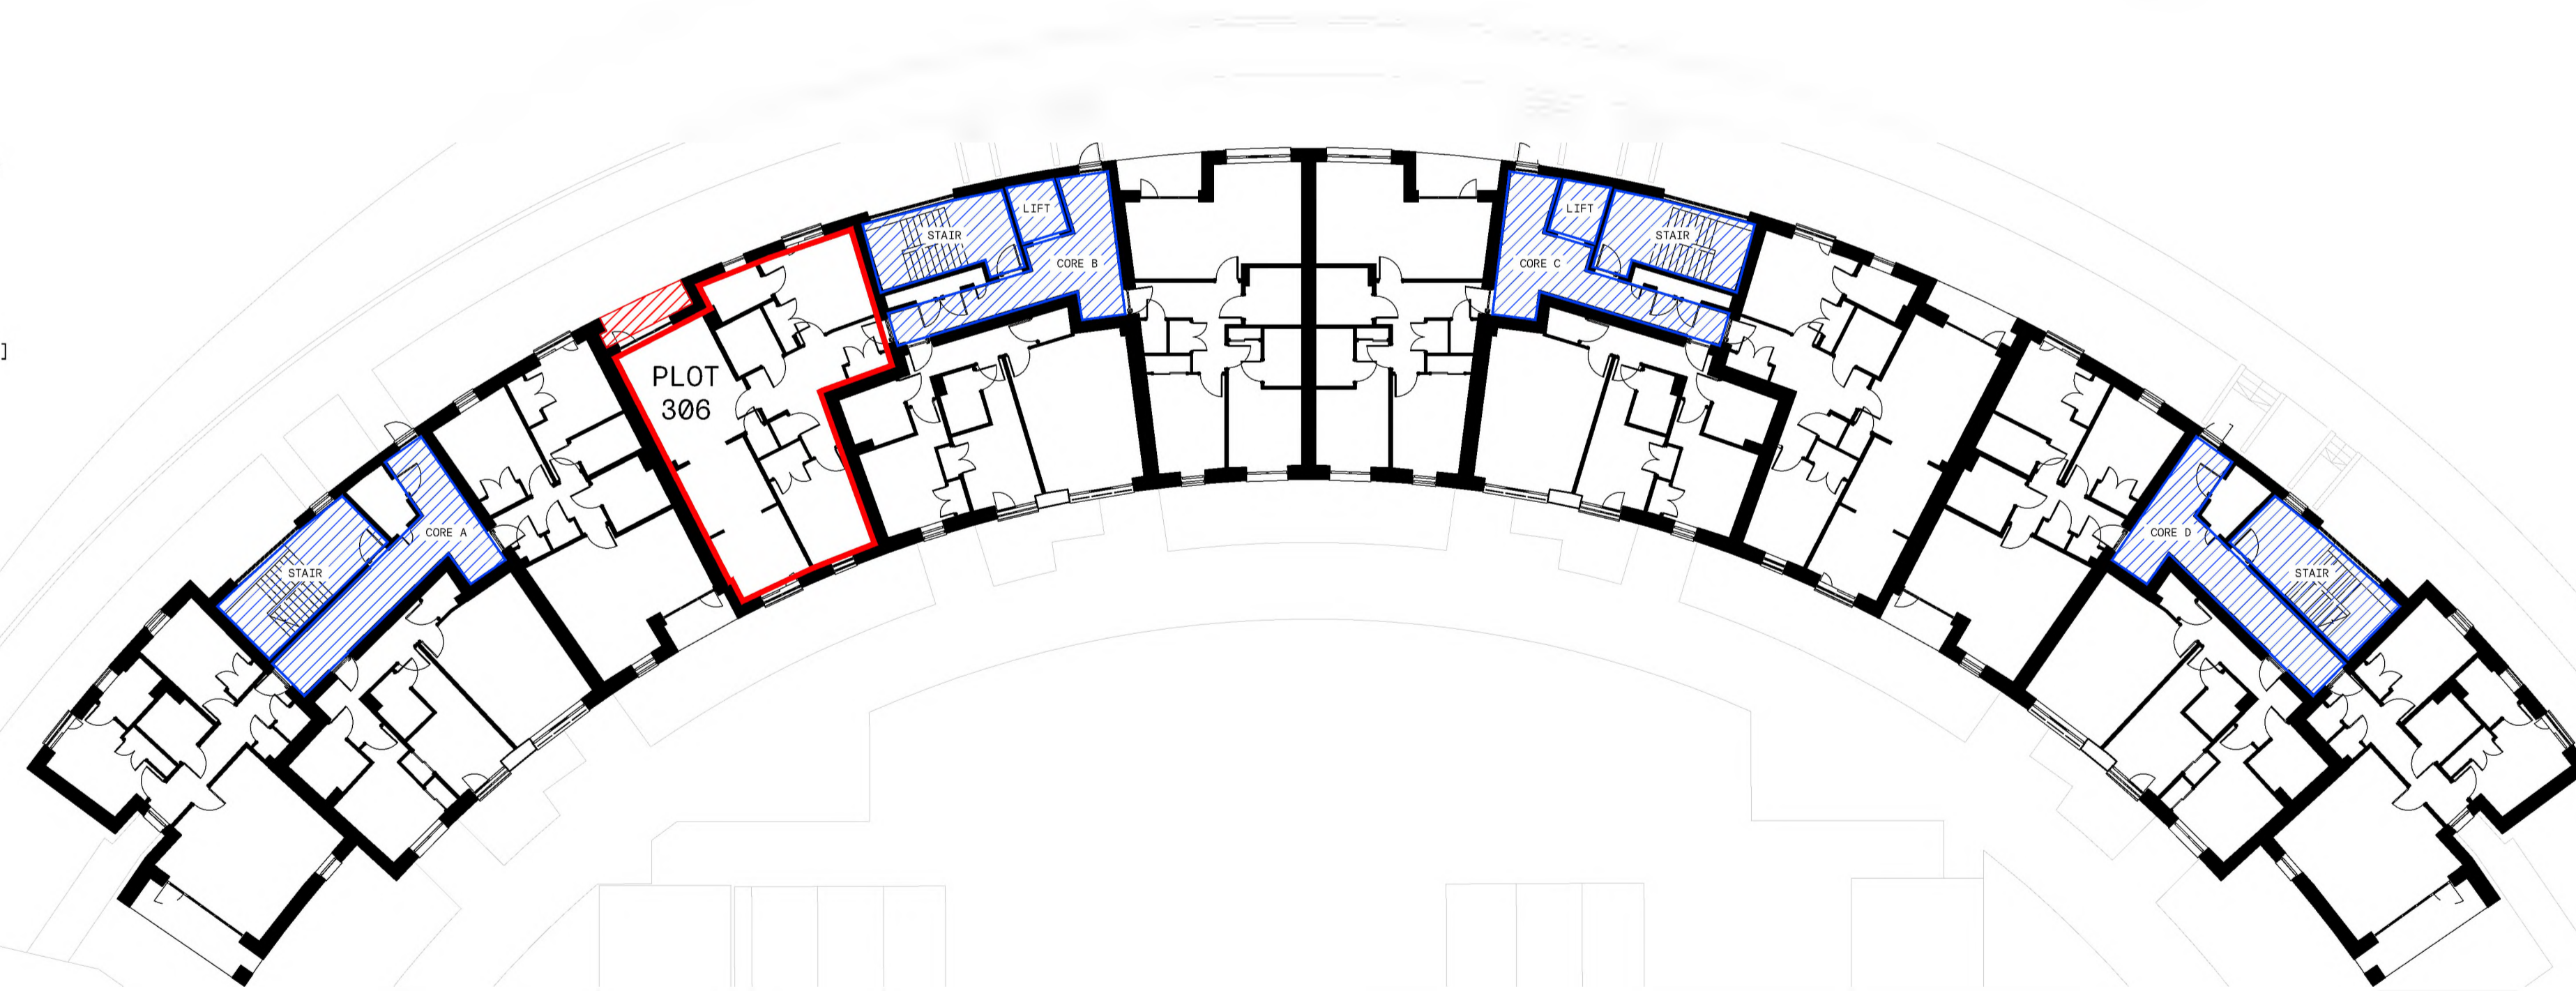 ]
LIFT
STAIR
CORE B
LIFT
STAIR
CORE C
PLOT
306
CORE A
STAIR
CORE D
STAIR